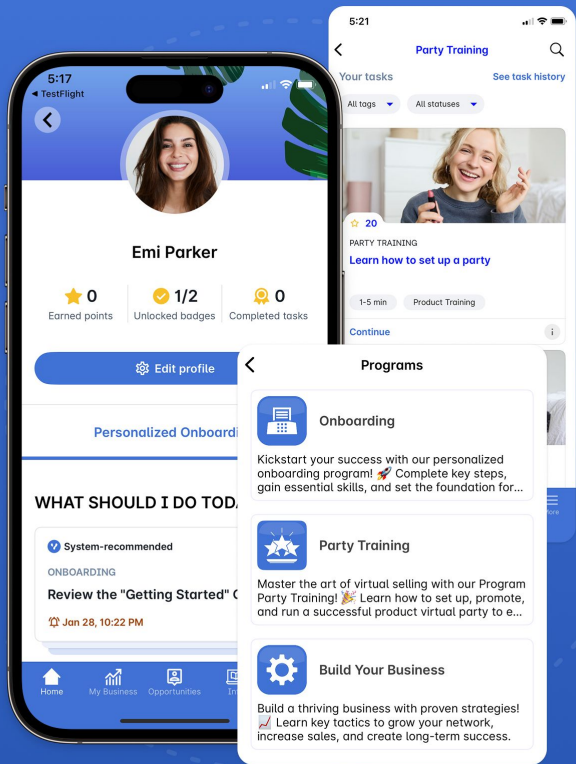 5:17
TestFlight
Emi Parker
0
Earned points
1/2
Unlocked badges
0
Completed tasks
Edit profile
Personalized Onboardi
WHAT SHOULD I DO TOD
System-recommended
ONBOARDING
Review the "Getting Started"
Jan 28, 10:22 PM
Home
My Business
Opportunities
5:21
Party Training
Your tasks
See task history
All tags
All statuses
20
PARTY TRAINING
Learn how to set up a party
1-5 min
Product Training
Continue
More
Programs
Onboarding
Kickstart your success with our personalized
onboarding program! 🚀 Complete key steps,
gain essential skills, and set the foundation for...
Party Training
Master the art of virtual selling with our Program
Party Training! 🎉 Learn how to set up, promote,
and run a successful product virtual party to e...
Build Your Business
Build a thriving business with proven strategies!
📈 Learn key tactics to grow your network,
increase sales, and create long-term success.